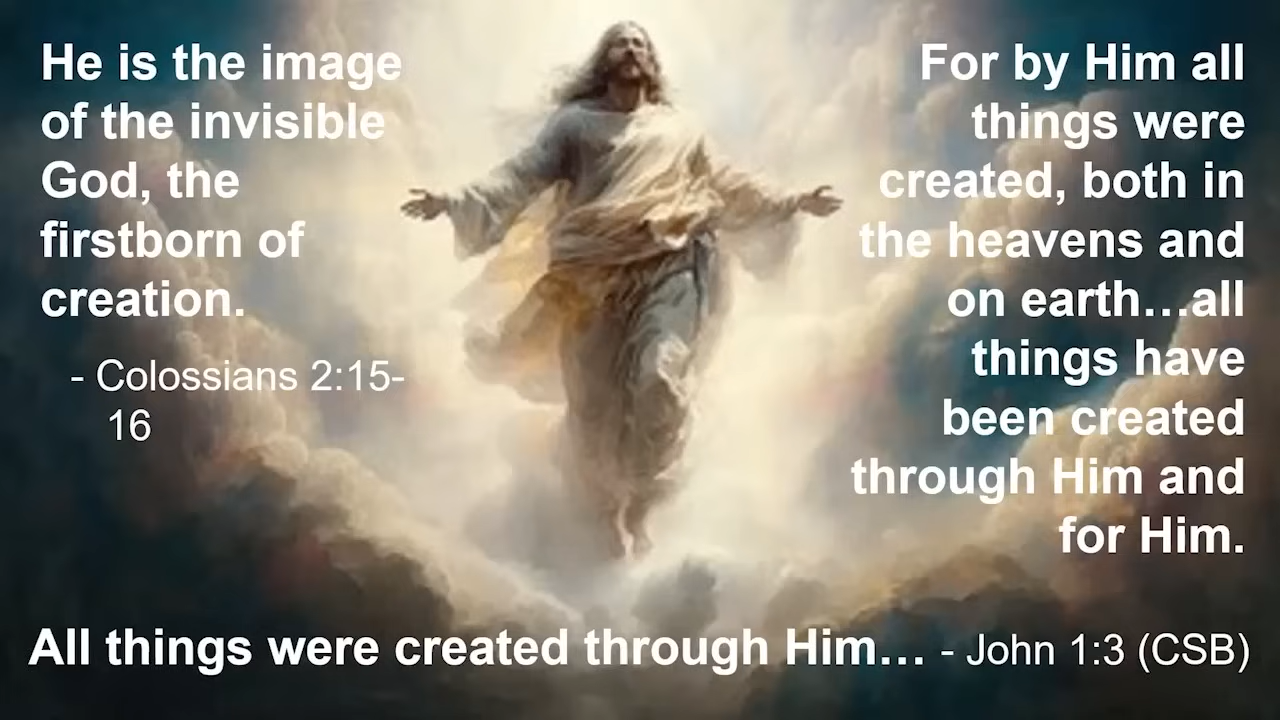 He is the image
of the invisible
God, the
firstborn of
creation.
- Colossians 2:15-
16
For by Him all
things were
created, both in
the heavens and
on earth…all
things have
been created
through Him and
for Him.
All things were created through Him… - John 1:3 (CSB)